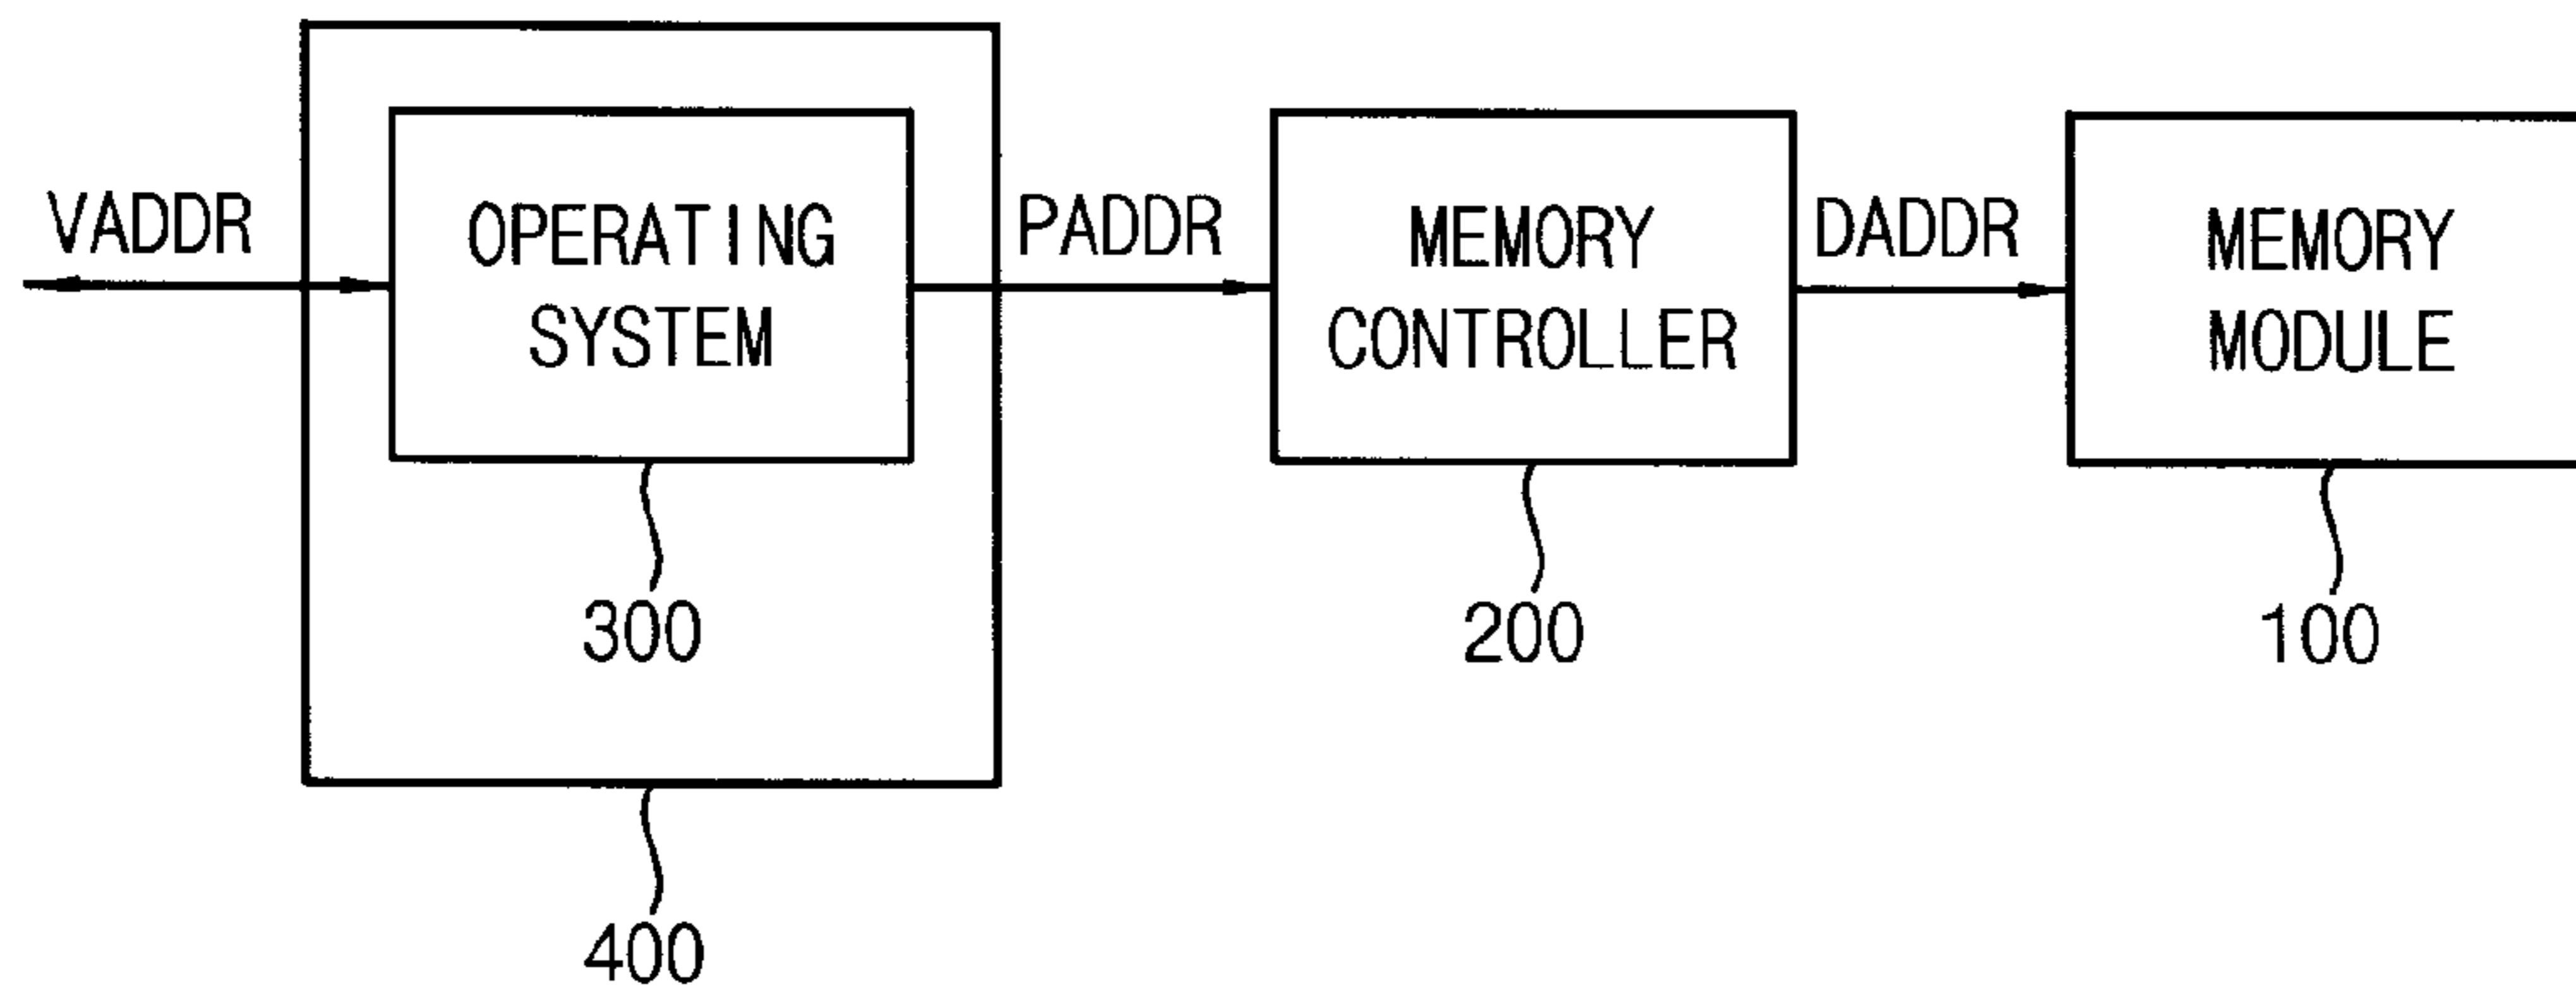 VADDR
OPERATING
SYSTEM
PADDR
MEMORY
CONTROLLER
DADDR
MEMORY
MODULE
300
200
100
400